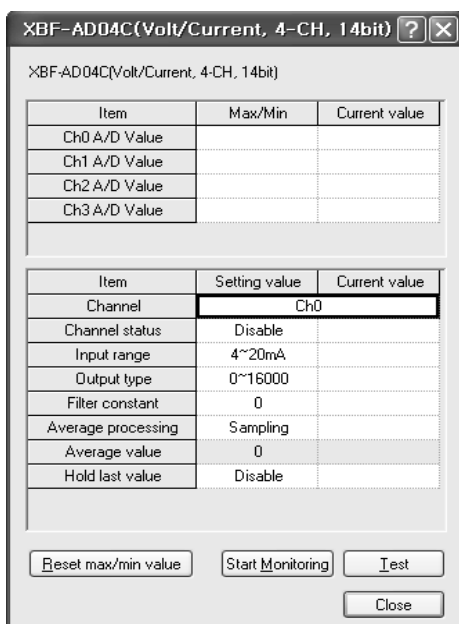 XBF-AD04C(Volt/Current, 4-CH, 14bit)
XBF-AD04C(Volt/Current, 4-CH, 14bit)
Item Max/Min Current value
Ch0 A/D Value
Ch1 A/D Value
Ch2 A/D Value
Ch3 A/D Value
Item Setting value Current value
Channel Ch0
Channel status Disable
Input range 4~20mA
Output type 0~16000
Filter constant 0
Average processing Sampling
Average value 0
Hold last value Disable
Reset max/min value Start Monitoring Test
Close